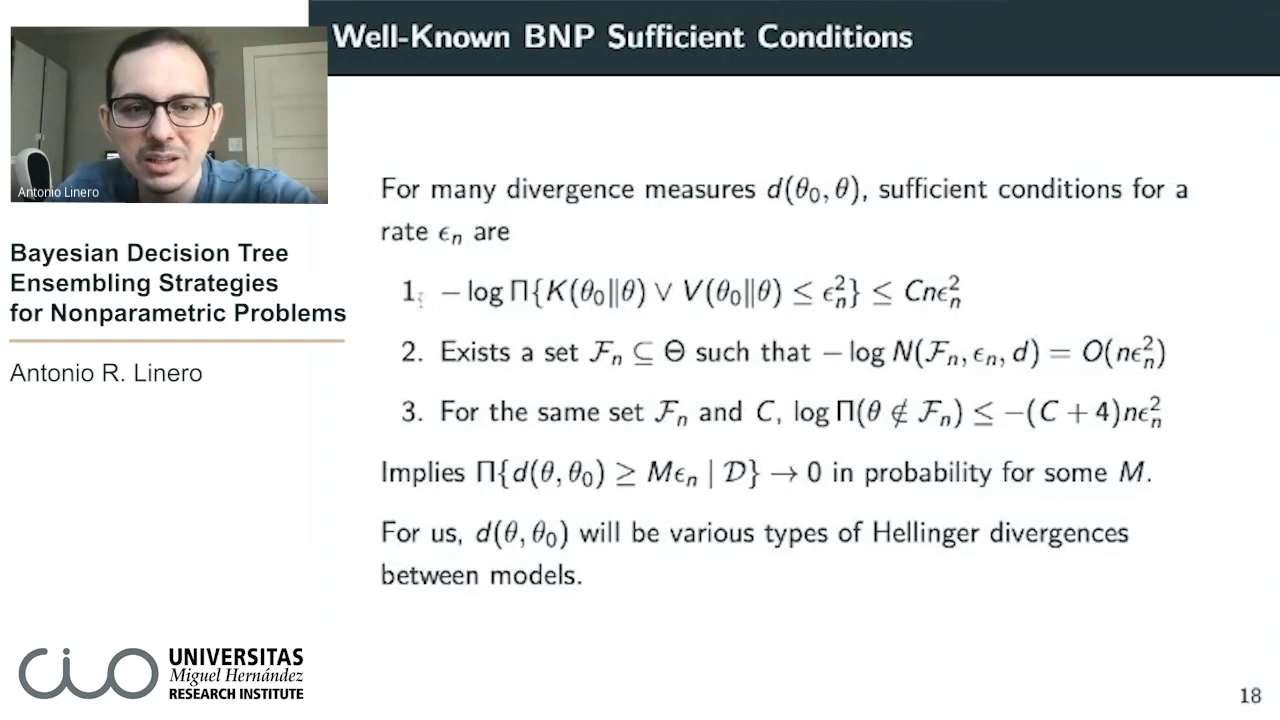 Well-Known BNP Sufficient Conditions
Antonio Linero
Bayesian Decision Tree
Ensembling Strategies
for Nonparametric Problems
Antonio R. Linero
For many divergence measures d(θ₀, θ), sufficient conditions for a
rate ϵₙ are
1. − log Π{K(θ₀‖θ) ∨ V(θ₀‖θ) ≤ ϵₙ²} ≤ Cnϵₙ²
2. Exists a set ℱₙ ⊆ Θ such that − log N(ℱₙ, ϵₙ, d) = O(nϵₙ²)
3. For the same set ℱₙ and C, log Π(θ ∉ ℱₙ) ≤ −(C + 4)nϵₙ²
Implies Π{d(θ, θ₀) ≥ Mϵₙ | 𝒟} → 0 in probability for some M.
For us, d(θ, θ₀) will be various types of Hellinger divergences
between models.
CIO
UNIVERSITAS
Miguel Hernández
RESEARCH INSTITUTE
18